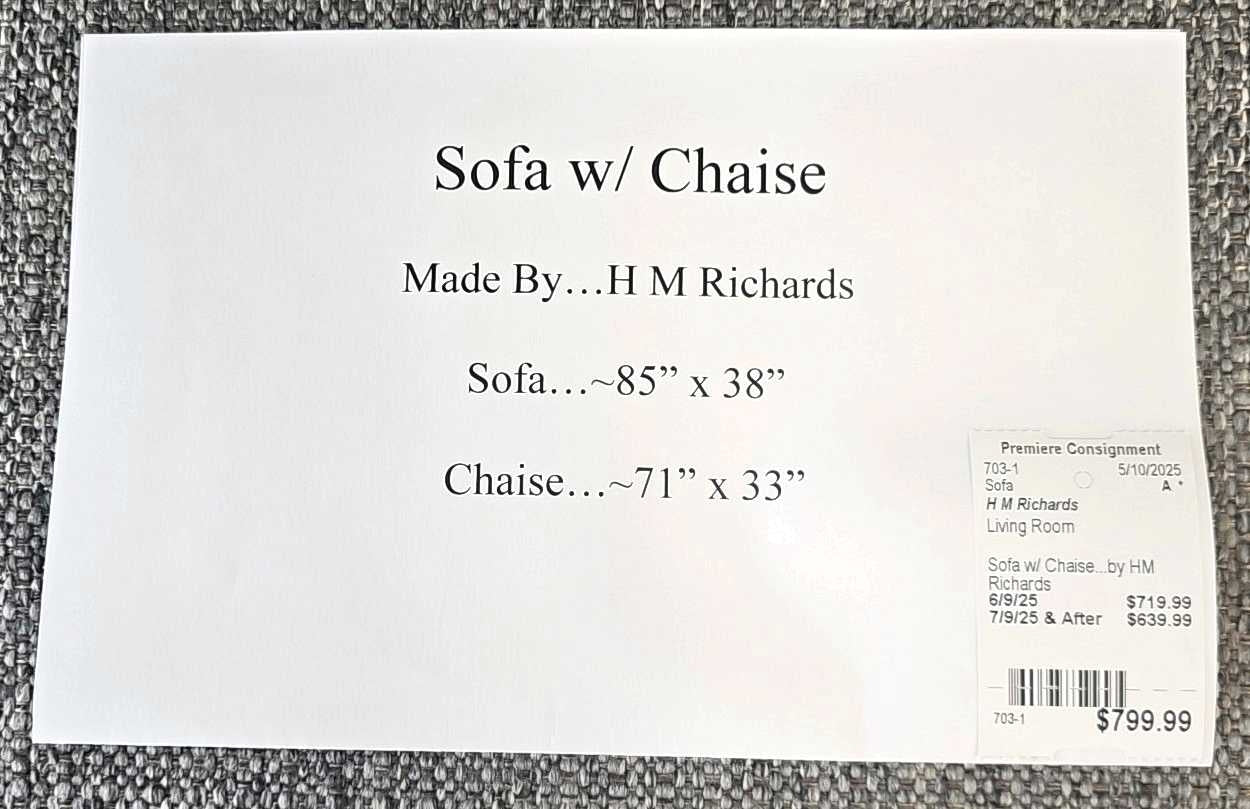 Sofa w/ Chaise
Made By…H M Richards
Sofa…~85” x 38”
Chaise…~71” x 33”
Premiere Consignment
703-1 5/10/2025
Sofa A *
H M Richards
Living Room
Sofa w/ Chaise...by HM
Richards
6/9/25 $719.99
7/9/25 & After $639.99
703-1 $799.99